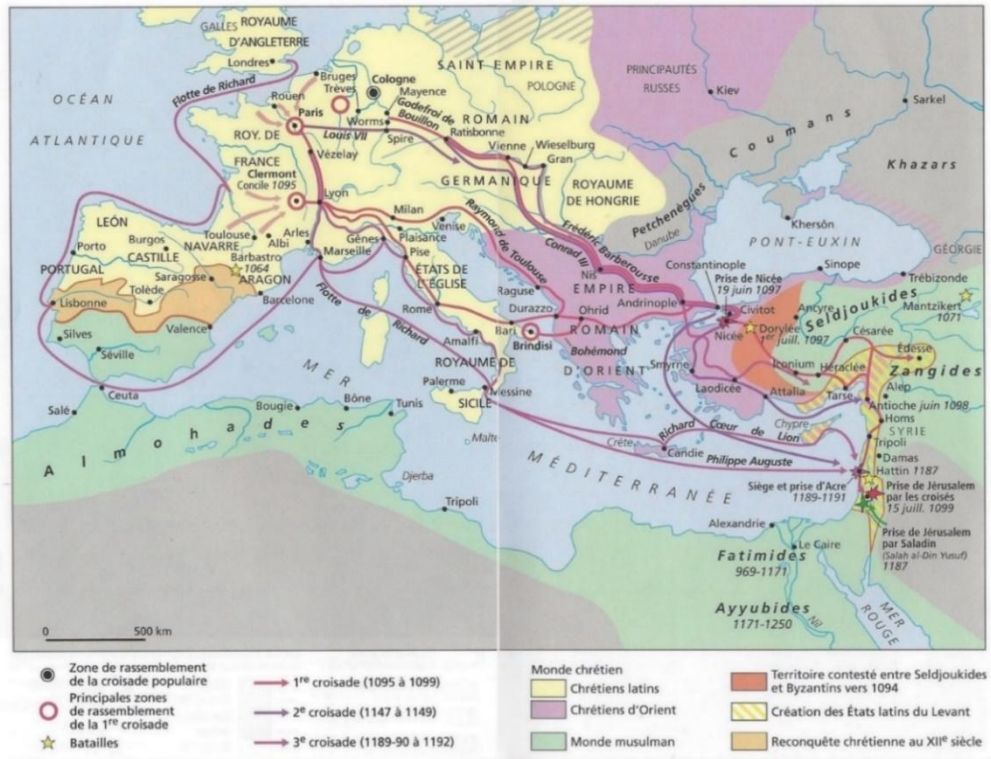 GALLES
ROYAUME
D'ANGLETERRE
Londres
Flotte de Richard
OCÉAN
ATLANTIQUE
Bruges
Trèves
Cologne
Mayence
Rouen
Paris
Worms
Spire
Godefroi de
Bouillon
Louis VII
SAINT EMPIRE
ROMAIN
GERMANIQUE
POLOGNE
Ratisbonne
Vienne
Wieselburg
Gran
ROYAUME
DE HONGRIE
PRINCIPAUTÉS
RUSSES
Kiev
Sarkel
Coumans
Khazars
Petchenègues
Danube
Khersôn
PONT-EUXIN
GÉORGIE
ROY. DE
FRANCE
Vézelay
Clermont
Concile 1095
Lyon
Milan
Venise
Plaisance
Gênes
Pise
ÉTATS DE
L'ÉGLISE
Rome
Raymond de Toulouse
Conrad III
Frédéric Barberousse
LEÓN
Porto
Burgos
CASTILLE
NAVARRE
Toulouse
Albi
Arles
Marseille
Barbastro
1064
ARAGON
Saragosse
Barcelone
PORTUGAL
Tolède
Lisbonne
Valence
Silves
Séville
Ceuta
Salé
Flotte
de
Richard
Raguse
Durazzo
Bari
Brindisi
Amalfi
ROYAUME DE
SICILE
Palerme
Messine
Malte
Nis
EMPIRE
ROMAIN
D'ORIENT
Ohrid
Bohémond
Andrinople
Constantinople
Prise de Nicée
19 juin 1097
Civitot
Nicée
Dorylée
1er juill. 1097
Sinope
Trébizonde
Ancyre
Seldjoukides
Mantzikert
1071
Césarée
Édesse
Zangides
Iconium
Héraclée
Smyrne
Laodicée
Attalia
Tarse
Alep
Antioche juin 1098
Homs
SYRIE
Chypre
Tripoli
Damas
Hattin 1187
Crète
Candie
Richard Cœur de Lion
Philippe Auguste
Siège et prise d'Acre
1189-1191
Prise de Jérusalem
par les croisés
15 juill. 1099
Prise de Jérusalem
par Saladin
(Salah al-Din Yusuf)
1187
MER
MÉDITERRANÉE
Bougie
Bône
Tunis
Almohades
Djerba
Tripoli
Alexandrie
Le Caire
Fatimides
969-1171
Ayyubides
1171-1250
Nil
MER
ROUGE
0 500 km
Zone de rassemblement
de la croisade populaire
Principales zones
de rassemblement
de la 1re croisade
Batailles
1re croisade (1095 à 1099)
2e croisade (1147 à 1149)
3e croisade (1189-90 à 1192)
Monde chrétien
Chrétiens latins
Chrétiens d'Orient
Monde musulman
Territoire contesté entre Seldjoukides
et Byzantins vers 1094
Création des États latins du Levant
Reconquête chrétienne au XIIe siècle